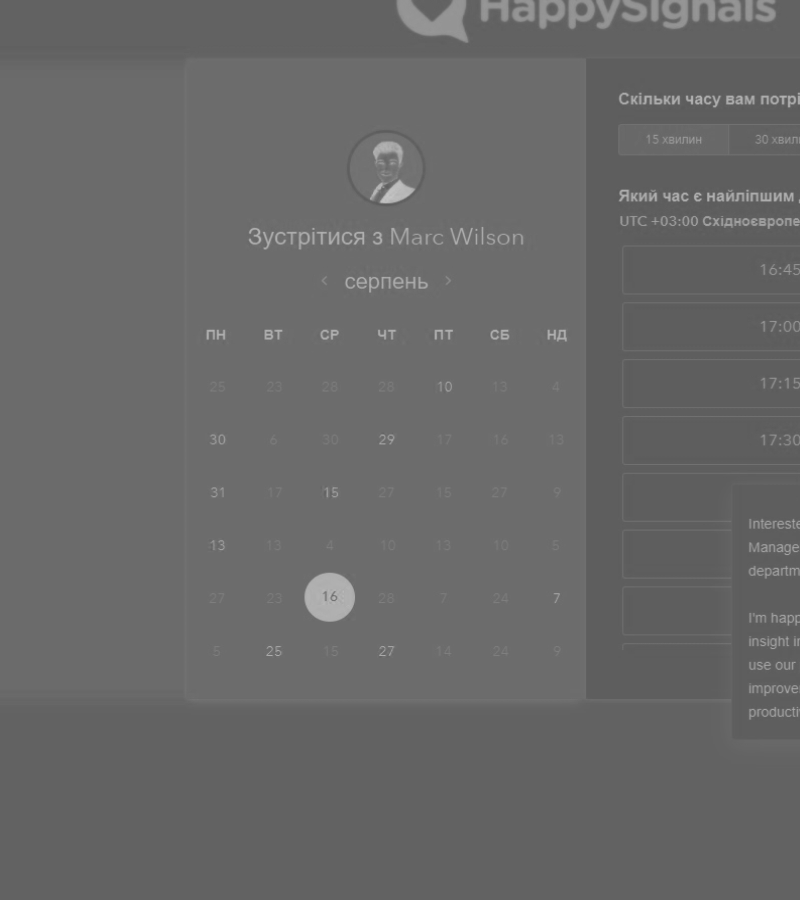 HappySignals
Зустрітися з Marc Wilson
серпень
ПН ВТ СР ЧТ ПТ СБ НД
25 23 26 28 10 13 4
30 6 30 29 17 16 13
31 17 15 27 15 27 9
13 13 4 10 13 10 5
27 23 16 28 7 24 7
5 25 15 27 14 24 9
Скільки часу вам потрі
15 хвилин 30 хвили
Який час є найліпшим
UTC +03:00 Східноєвропе
16:45
17:00
17:15
17:30
Intereste
Manage
departm
I'm happ
insight in
use our
improve
producti